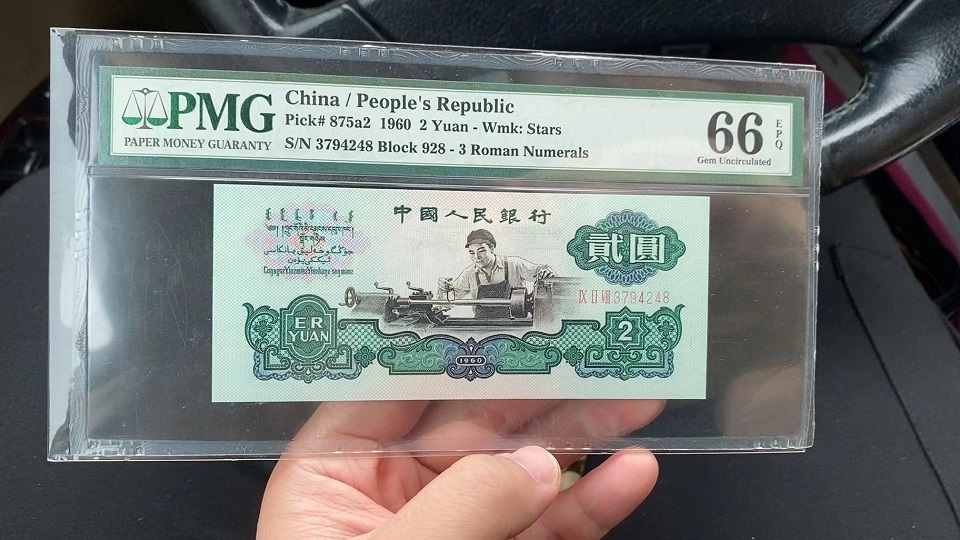 PMG
PAPER MONEY GUARANTY
China / People's Republic
Pick# 875a2 1960 2 Yuan - Wmk: Stars
S/N 3794248 Block 928 - 3 Roman Numerals
66 EPQ
Gem Uncirculated
中國人民銀行
貳圓
IX II VIII 3794248
ER
YUAN
1960
2